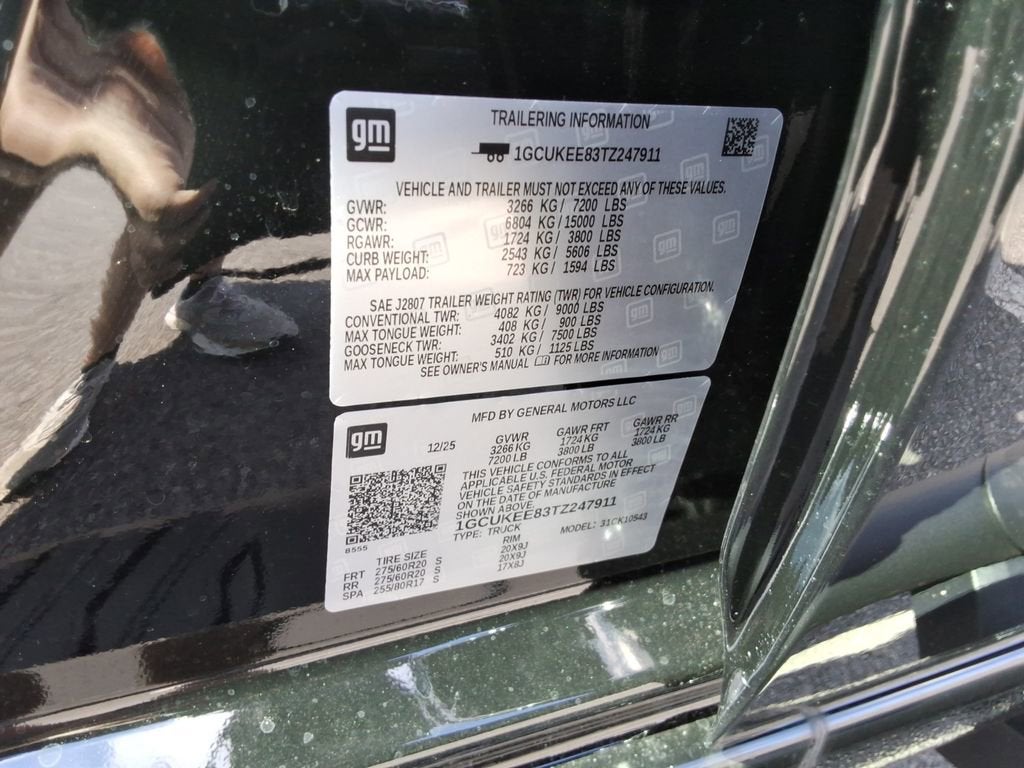 gm
TRAILERING INFORMATION
1GCUKEE83TZ247911
VEHICLE AND TRAILER MUST NOT EXCEED ANY OF THESE VALUES.
GVWR: 3266 KG / 7200 LBS
GCWR: 6804 KG / 15000 LBS
RGAWR: 1724 KG / 3800 LBS
CURB WEIGHT: 2543 KG / 5606 LBS
MAX PAYLOAD: 723 KG / 1594 LBS
SAE J2807 TRAILER WEIGHT RATING (TWR) FOR VEHICLE CONFIGURATION.
CONVENTIONAL TWR: 4082 KG / 9000 LBS
MAX TONGUE WEIGHT: 408 KG / 900 LBS
GOOSENECK TWR: 3402 KG / 7500 LBS
MAX TONGUE WEIGHT: 510 KG / 1125 LBS
SEE OWNER'S MANUAL FOR MORE INFORMATION
gm
MFD BY GENERAL MOTORS LLC
12/25 GVWR GAWR FRT GAWR RR
3266 KG 1724 KG 1724 KG
7200 LB 3800 LB 3800 LB
THIS VEHICLE CONFORMS TO ALL
APPLICABLE U.S. FEDERAL MOTOR
VEHICLE SAFETY STANDARDS IN EFFECT
ON THE DATE OF MANUFACTURE
SHOWN ABOVE.
1GCUKEE83TZ247911
TYPE: TRUCK MODEL: 31CK10543
8555
TIRE SIZE RIM
FRT 275/60R20 S 20X9J
RR 275/60R20 S 20X9J
SPA 255/80R17 S 17X8J